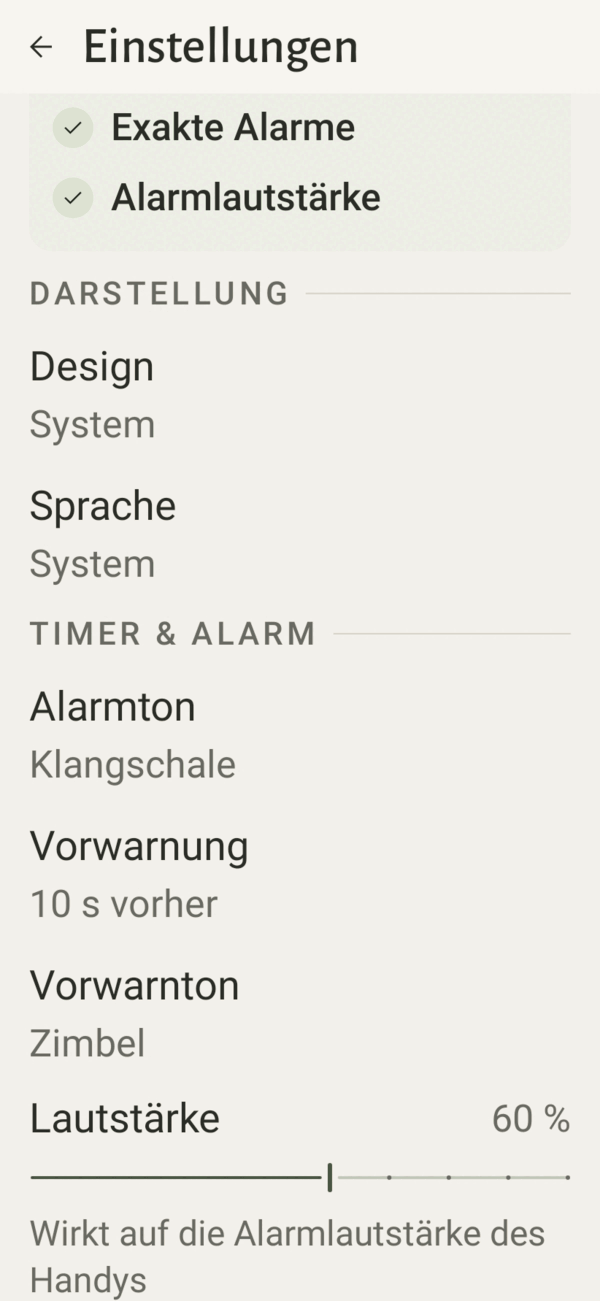 Einstellungen
Exakte Alarme
Alarmlautstärke
DARSTELLUNG
Design
System
Sprache
System
TIMER & ALARM
Alarmton
Klangschale
Vorwarnung
10 s vorher
Vorwarnton
Zimbel
Lautstärke 60 %
Wirkt auf die Alarmlautstärke des
Handys